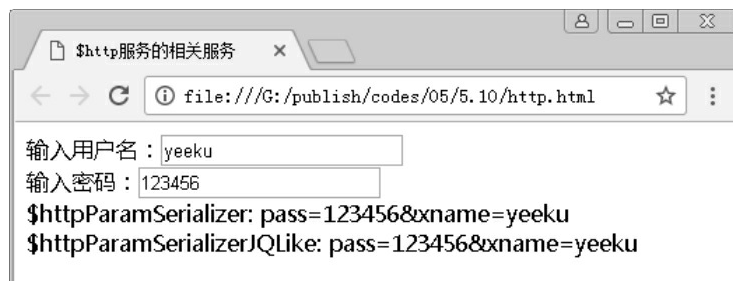 $http服务的相关服务
file:///G:/publish/codes/05/5.10/http.html
输入用户名：yeeku
输入密码：123456
$httpParamSerializer: pass=123456&xname=yeeku
$httpParamSerializerJQLike: pass=123456&xname=yeeku